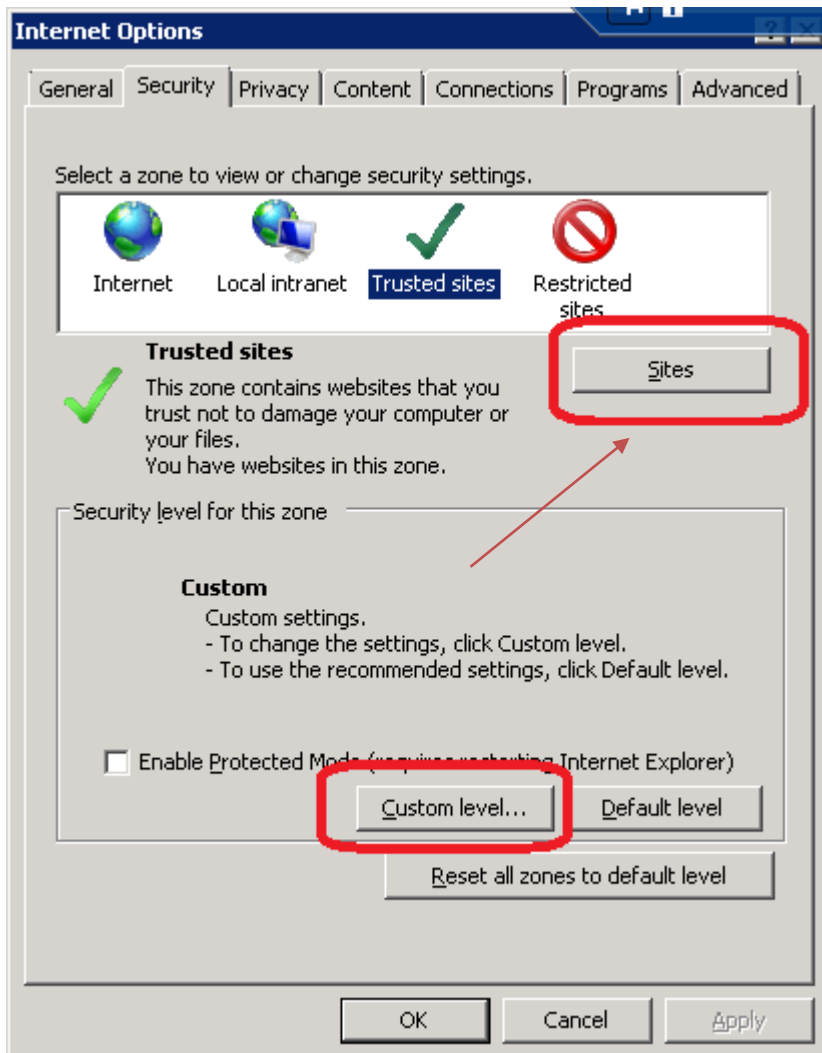 Internet Options
?
General Security Privacy Content Connections Programs Advanced
Select a zone to view or change security settings.
Internet Local intranet Trusted sites Restricted
sites
Trusted sites
Sites
This zone contains websites that you
trust not to damage your computer or
your files.
You have websites in this zone.
Security level for this zone
Custom
Custom settings.
- To change the settings, click Custom level.
- To use the recommended settings, click Default level.
Enable Protected Mode (requires restarting Internet Explorer)
Custom level... Default level
Reset all zones to default level
OK Cancel Apply